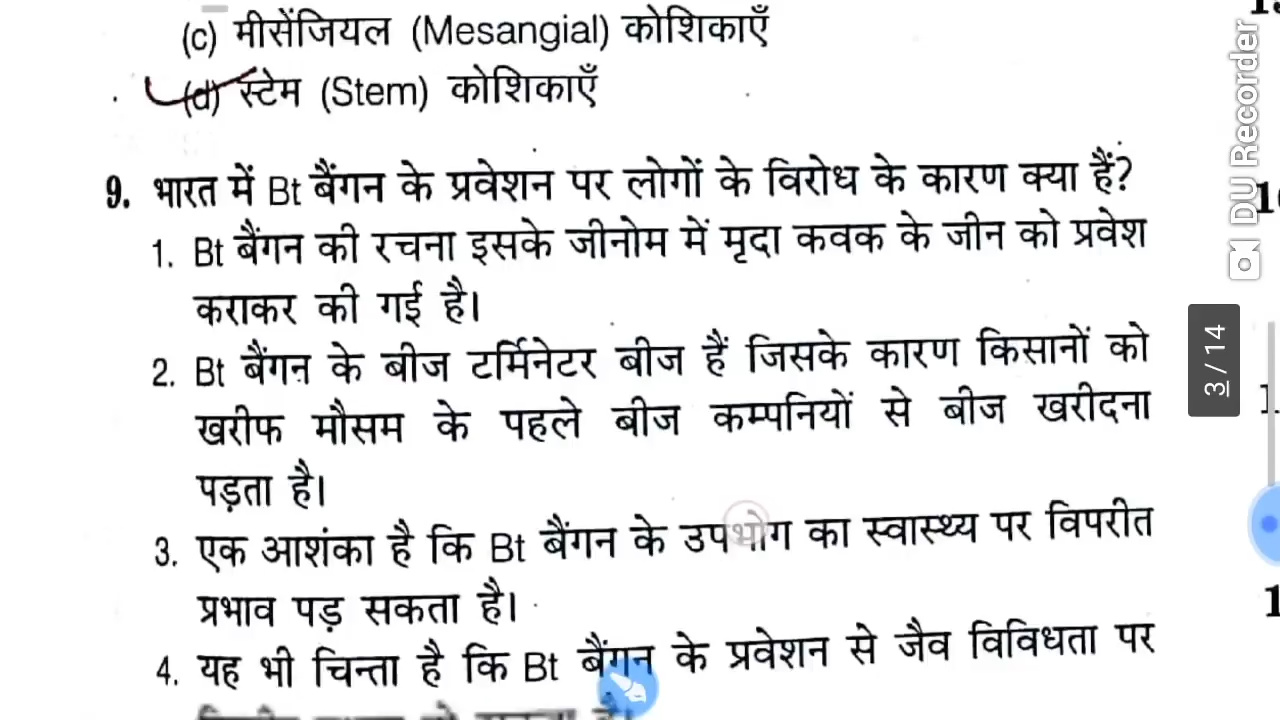 (c) मीसेंजियल (Mesangial) कोशिकाएँ
(d) स्टेम (Stem) कोशिकाएँ
9. भारत में Bt बैंगन के प्रवेशन पर लोगों के विरोध के कारण क्या हैं?
1. Bt बैंगन की रचना इसके जीनोम में मृदा कवक के जीन को प्रवेश
कराकर की गई है।
2. Bt बैंगन के बीज टर्मिनेटर बीज हैं जिसके कारण किसानों को
खरीफ मौसम के पहले बीज कम्पनियों से बीज खरीदना
पड़ता है।
3. एक आशंका है कि Bt बैंगन के उपभोग का स्वास्थ्य पर विपरीत
प्रभाव पड़ सकता है।
4. यह भी चिन्ता है कि Bt बैंगन के प्रवेशन से जैव विविधता पर
DU Recorder
3 / 14